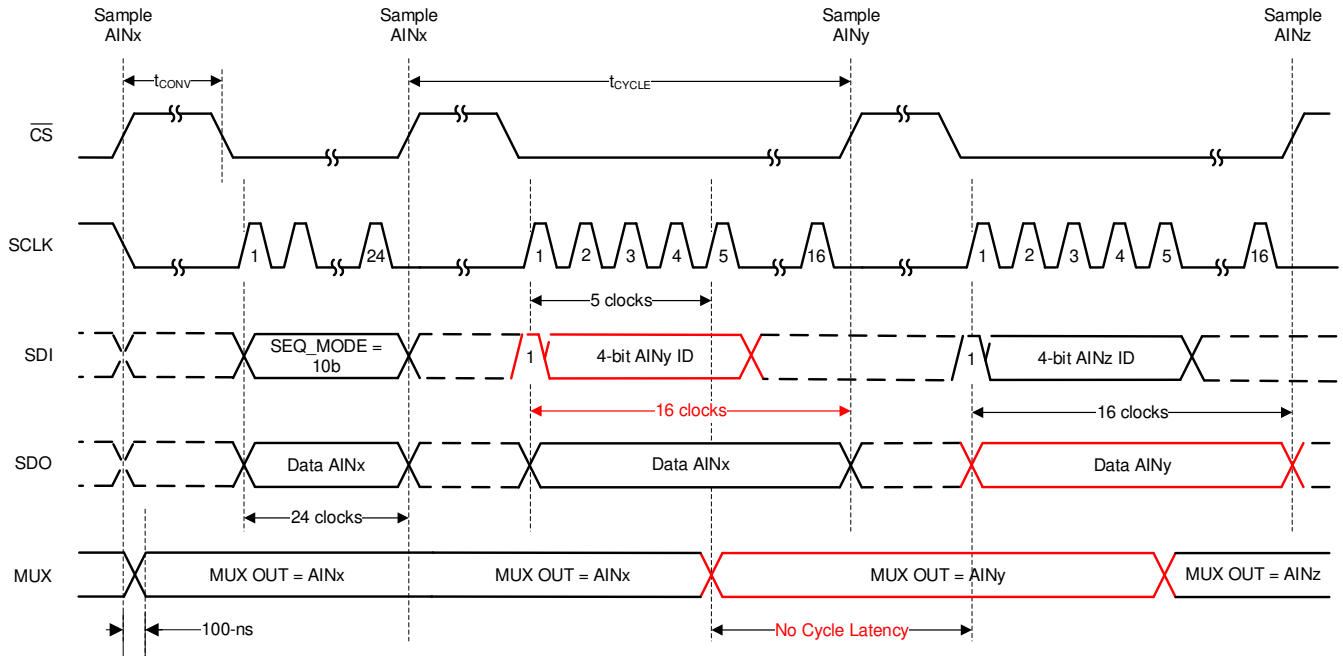 Sample
AINx
Sample
AINx
Sample
AINy
Sample
AINz
tCONV
tCYCLE
CS
SCLK
1
24
1
2
3
4
5
16
1
2
3
4
5
16
5 clocks
SDI
SEQ_MODE =
10b
1
4-bit AINy ID
1
4-bit AINz ID
16 clocks
16 clocks
SDO
Data AINx
Data AINx
Data AINy
24 clocks
MUX
MUX OUT = AINx
MUX OUT = AINx
MUX OUT = AINy
MUX OUT = AINz
100-ns
No Cycle Latency